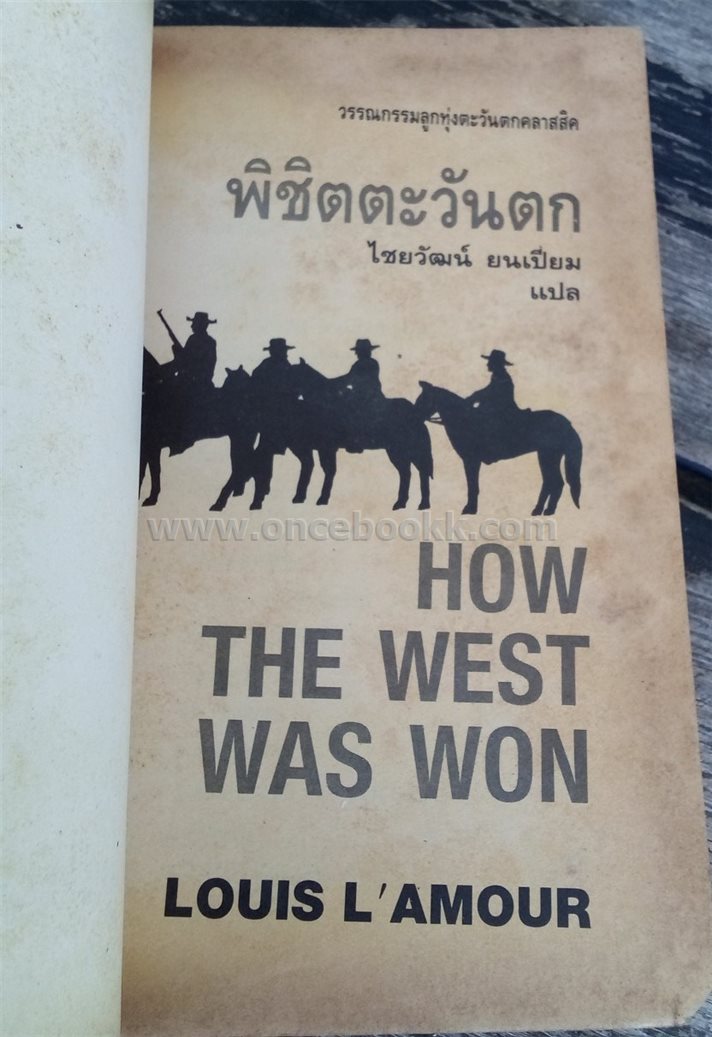 วรรณกรรมลูกทุ่งตะวันตกคลาสสิค
พิชิตตะวันตก
ไชยวัฒน์ ยนเปี่ยม
แปล
www.oncebookk.com
HOW
THE WEST
WAS WON
LOUIS L'AMOUR